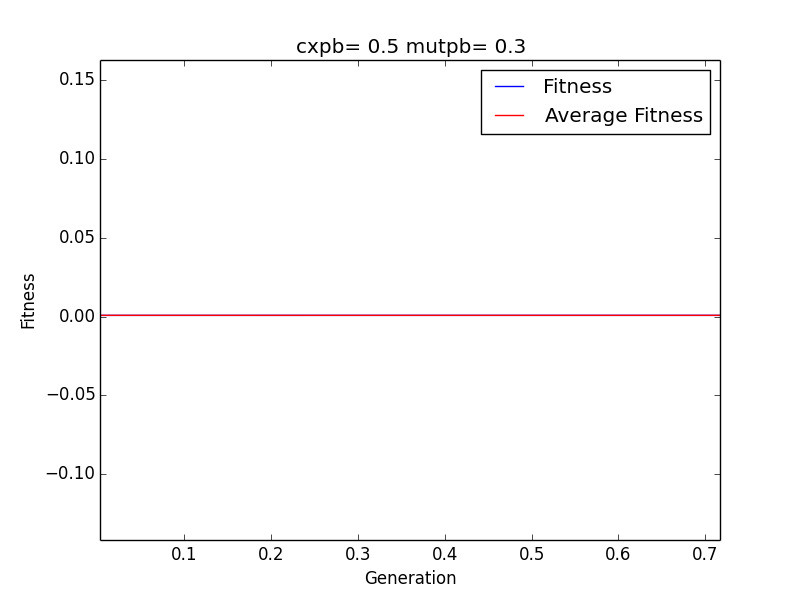 cxpb= 0.5 mutpb= 0.3
Fitness
Average Fitness
0.15
0.10
0.05
0.00
−0.05
−0.10
Fitness
0.1 0.2 0.3 0.4 0.5 0.6 0.7
Generation